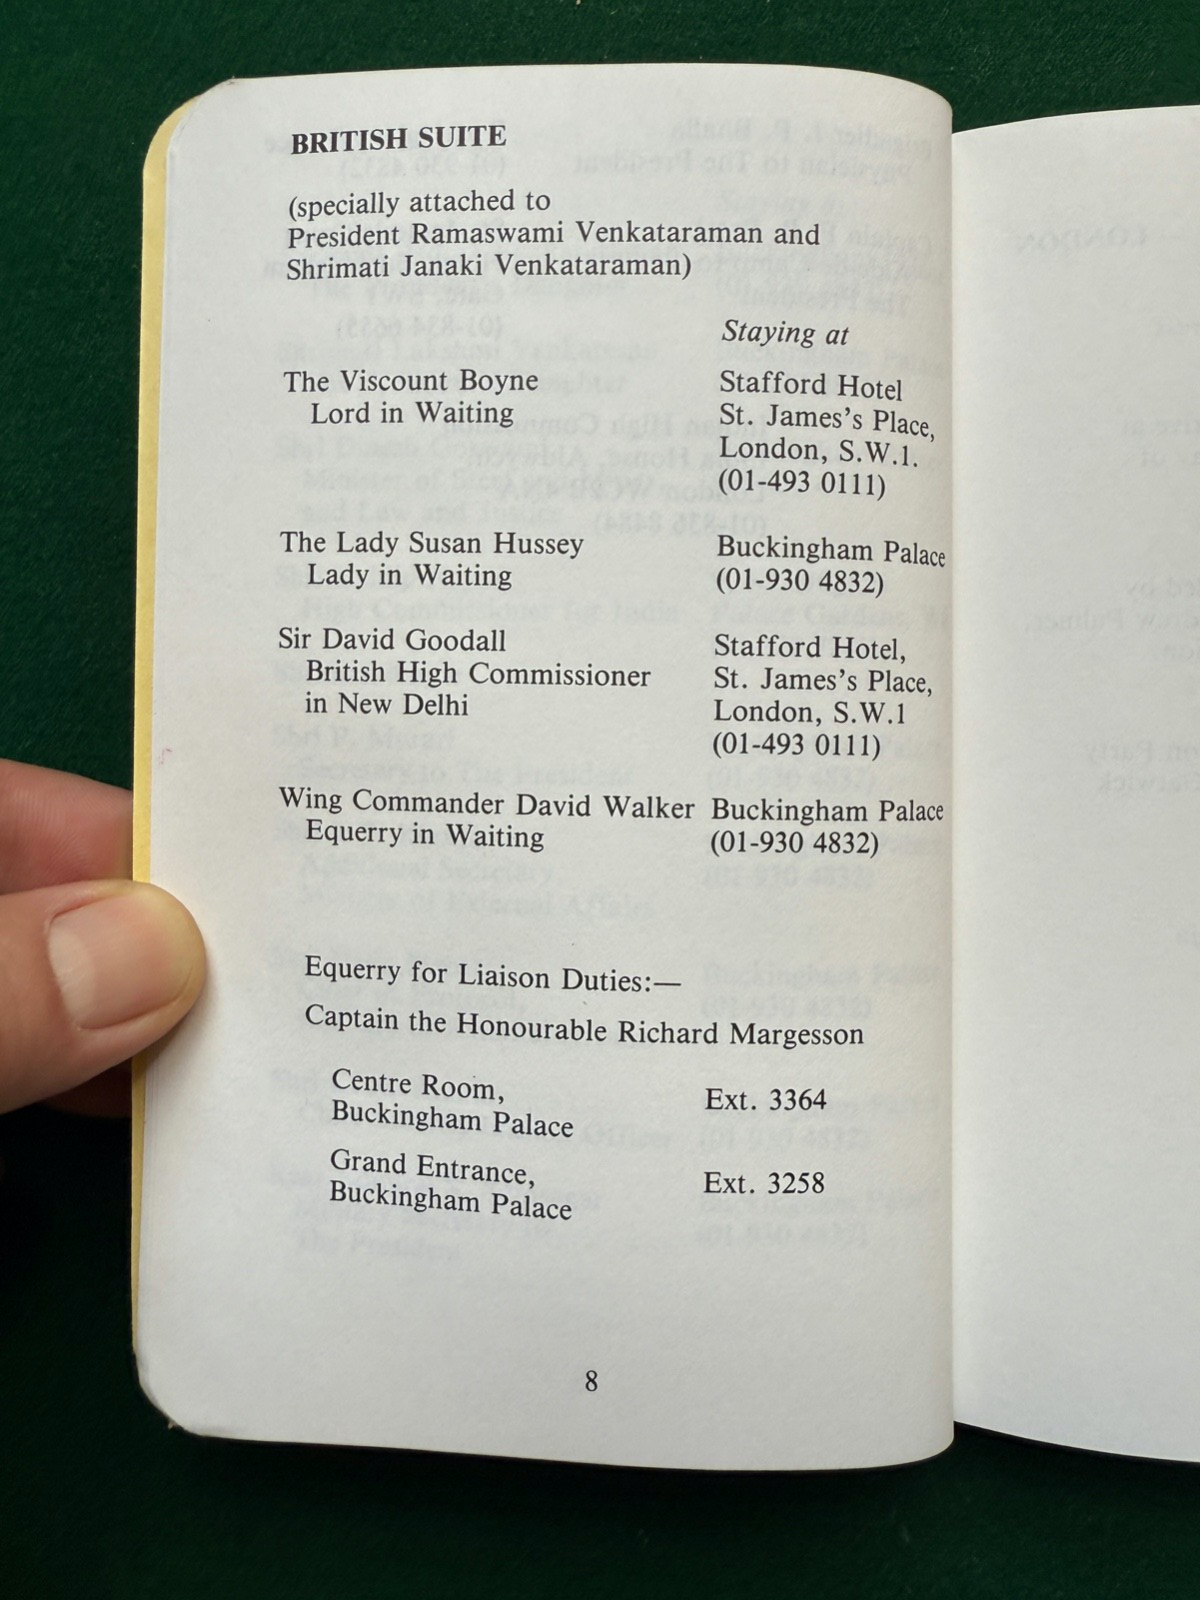 BRITISH SUITE
(specially attached to
President Ramaswami Venkataraman and
Shrimati Janaki Venkataraman)
Staying at
The Viscount Boyne
Lord in Waiting
Stafford Hotel
St. James's Place,
London, S.W.1.
(01-493 0111)
The Lady Susan Hussey
Lady in Waiting
Buckingham Palace
(01-930 4832)
Sir David Goodall
British High Commissioner
in New Delhi
Stafford Hotel,
St. James's Place,
London, S.W.1
(01-493 0111)
Wing Commander David Walker
Equerry in Waiting
Buckingham Palace
(01-930 4832)
Equerry for Liaison Duties:—
Captain the Honourable Richard Margesson
Centre Room,
Buckingham Palace
Ext. 3364
Grand Entrance,
Buckingham Palace
Ext. 3258
8